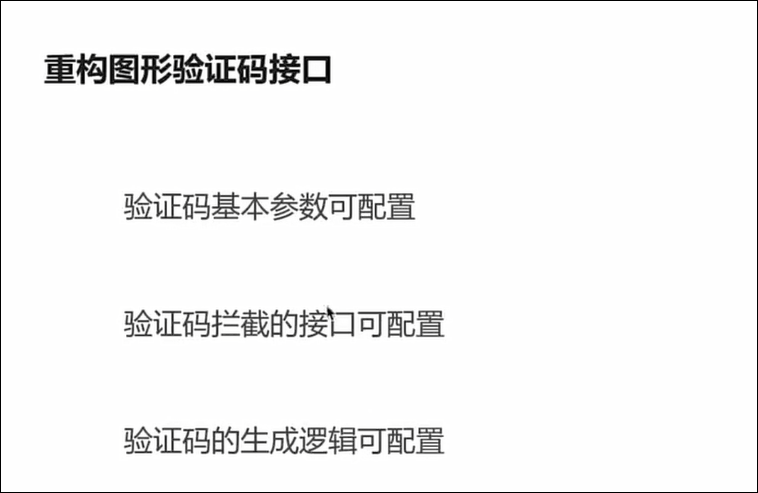 重构图形验证码接口
验证码基本参数可配置
验证码拦截的接口可配置
验证码的生成逻辑可配置